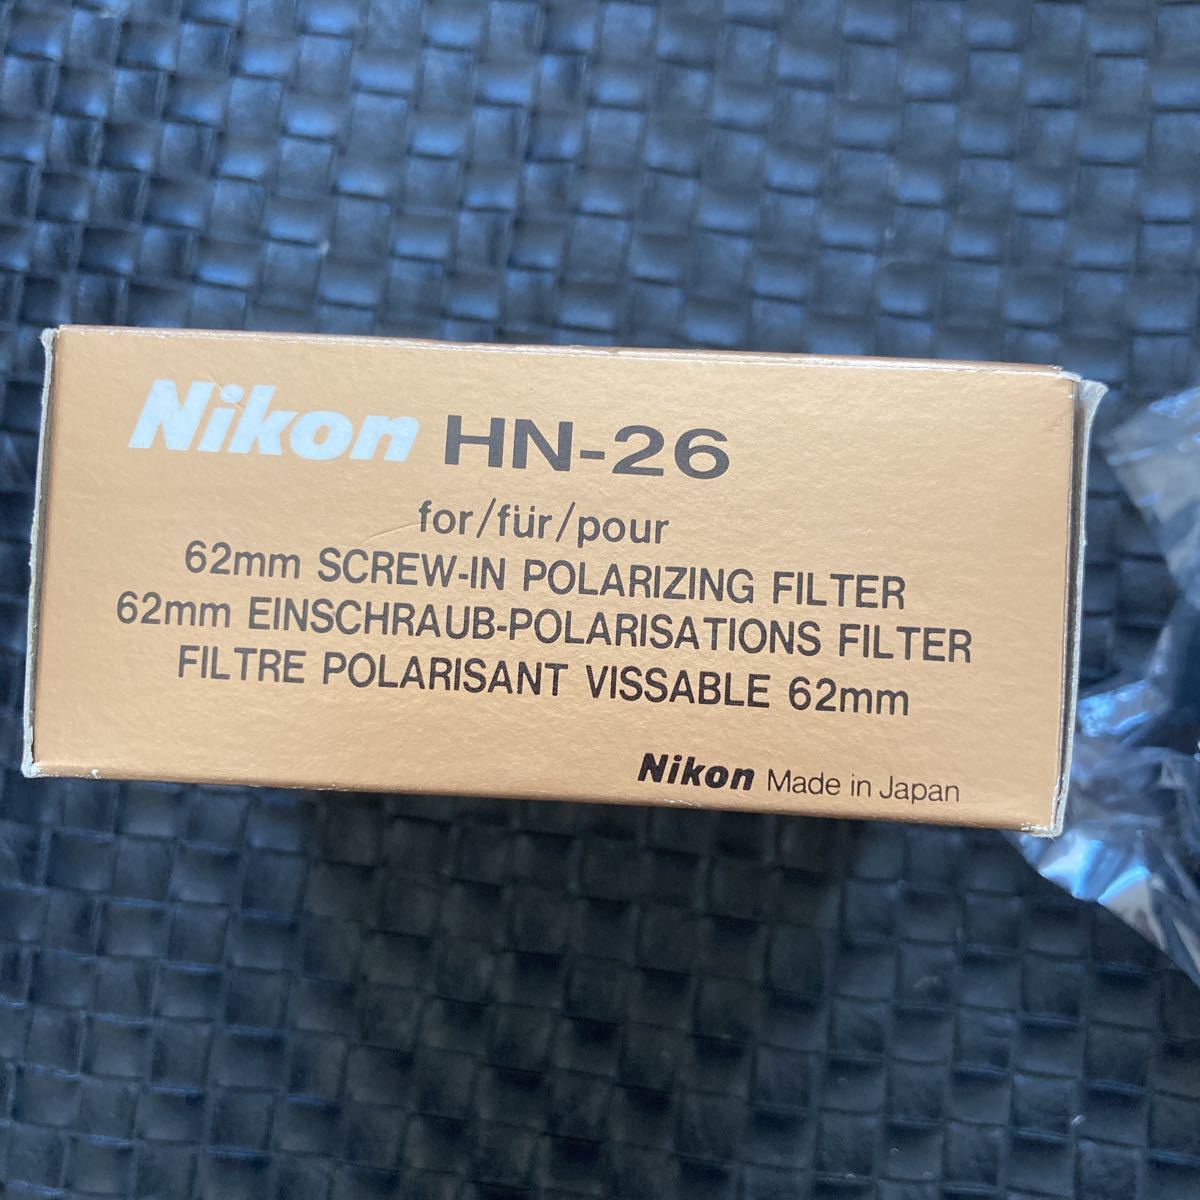 Nikon HN-26
for/für/pour
62mm SCREW-IN POLARIZING FILTER
62mm EINSCHRAUB-POLARISATIONS FILTER
FILTRE POLARISANT VISSABLE 62mm
Nikon Made in Japan